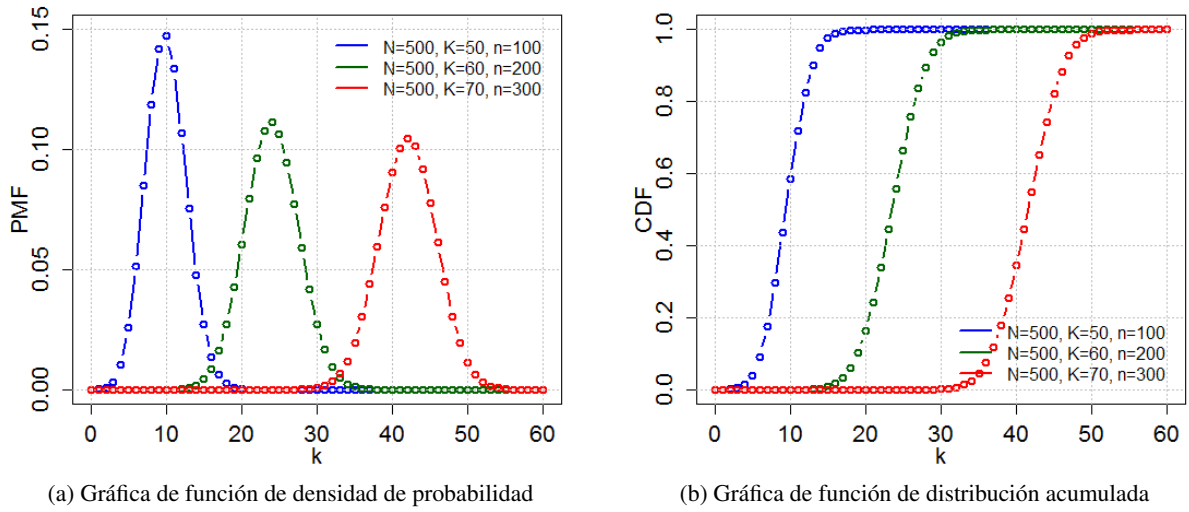 0.15
0.10
0.05
0.00
PMF
N=500, K=50, n=100
N=500, K=60, n=200
N=500, K=70, n=300
0 10 20 30 40 50 60
k
(a) Gráfica de función de densidad de probabilidad
1.0
0.8
0.6
0.4
0.2
0.0
CDF
N=500, K=50, n=100
N=500, K=60, n=200
N=500, K=70, n=300
0 10 20 30 40 50 60
k
(b) Gráfica de función de distribución acumulada